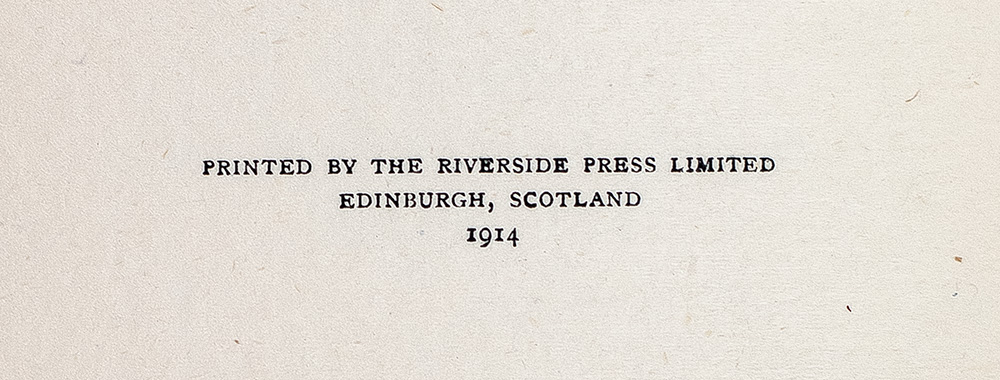 PRINTED BY THE RIVERSIDE PRESS LIMITED
EDINBURGH, SCOTLAND
1914